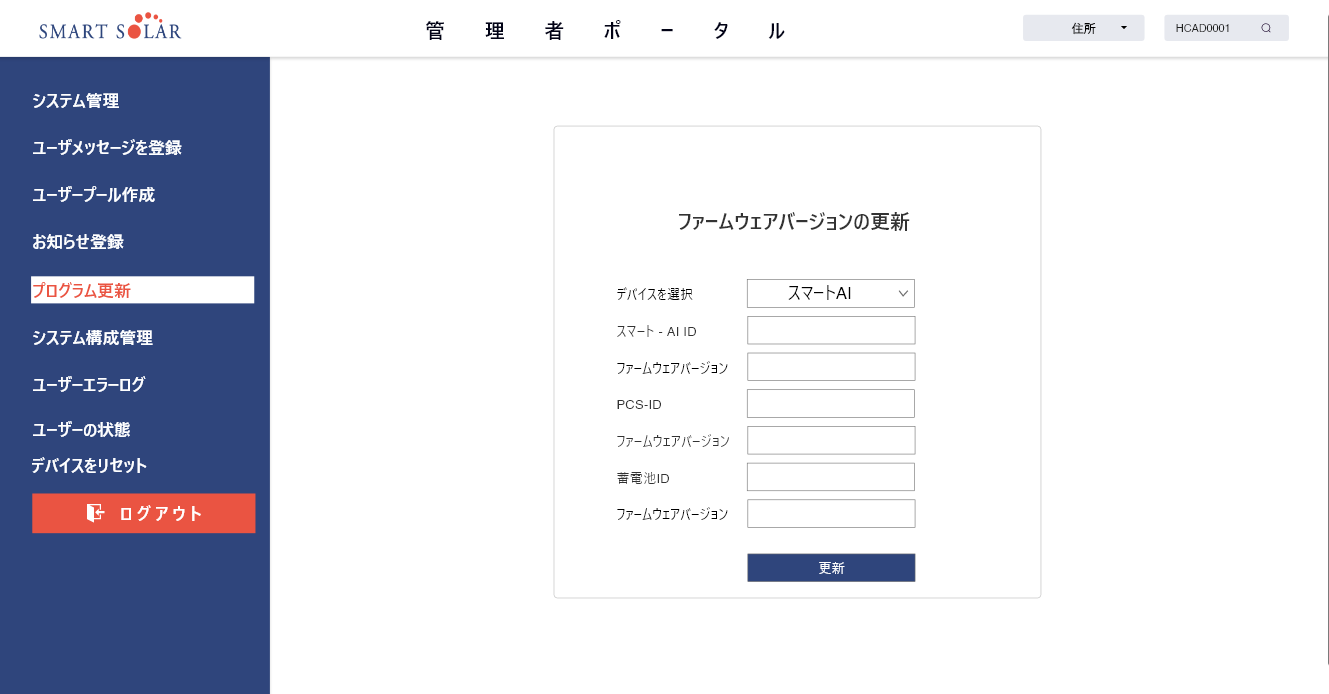 SMART SOLAR
管理者ポータル
住所
HCAD0001
システム管理
ユーザメッセージを登録
ユーザープール作成
お知らせ登録
プログラム更新
システム構成管理
ユーザーエラーログ
ユーザーの状態
デバイスをリセット
ログアウト
ファームウェアバージョンの更新
デバイスを選択
スマートAI
スマート - AI ID
ファームウェアバージョン
PCS-ID
ファームウェアバージョン
蓄電池ID
ファームウェアバージョン
更新